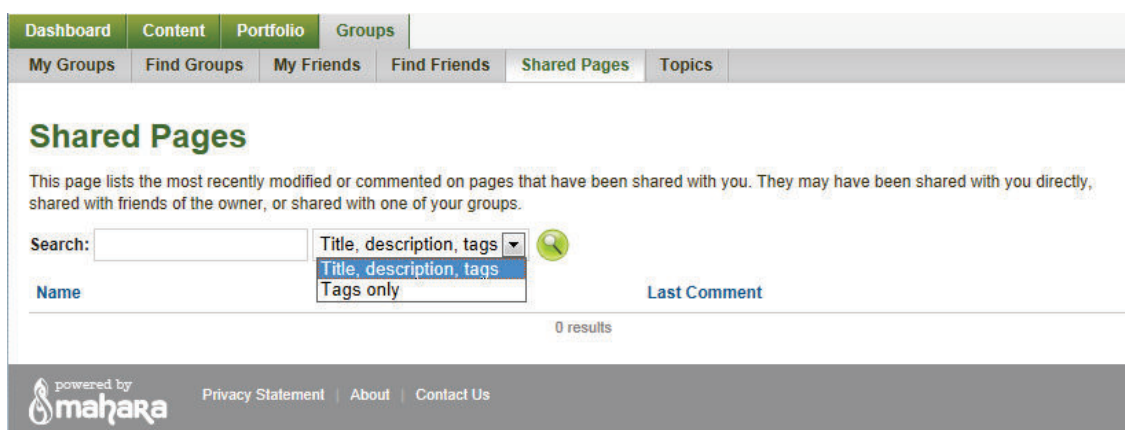 Dashboard Content Portfolio Groups
My Groups Find Groups My Friends Find Friends Shared Pages Topics
Shared Pages
This page lists the most recently modified or commented on pages that have been shared with you. They may have been shared with you directly,
shared with friends of the owner, or shared with one of your groups.
Search: Title, description, tags
Title, description, tags
Tags only
Name Last Comment
0 results
powered by
mahara
Privacy Statement | About | Contact Us